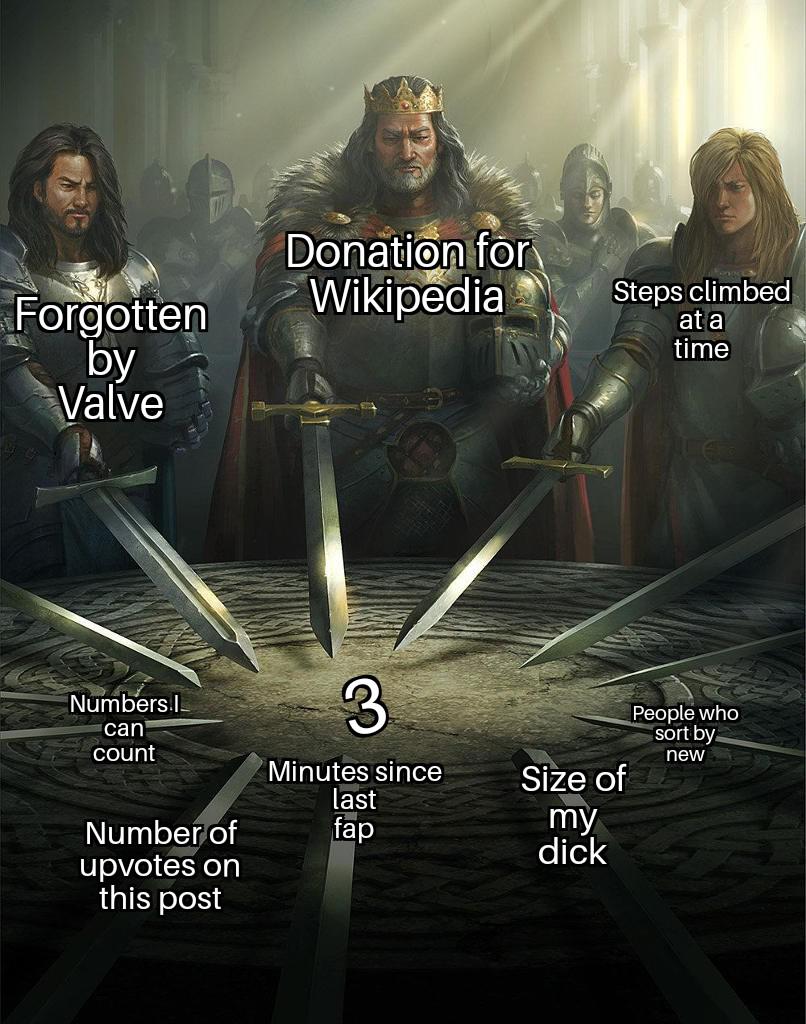 Donation for
Wikipedia
Forgotten
by
Valve
Steps climbed
at a
time
3
Numbers I
can
count
People who
sort by
new
Minutes since
last
fap
Size of
my
dick
Number of
upvotes on
this post